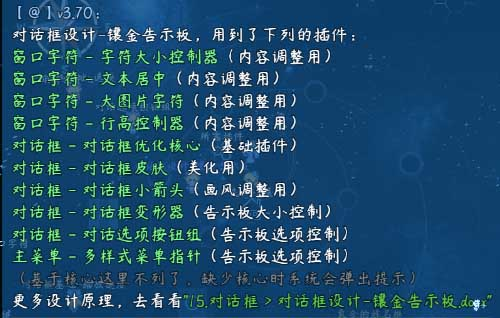 【@】v3.70：
对话框设计-镶金告示板，用到了下列的插件：
窗口字符 - 字符大小控制器（内容调整用）
窗口字符 - 文本居中（内容调整用）
窗口字符 - 大图片字符（内容调整用）
窗口字符 - 行高控制器（内容调整用）
对话框 - 对话框优化核心（基础插件）
对话框 - 对话框皮肤（美化用）
对话框 - 对话框小箭头（画风调整用）
对话框 - 对话框变形器（告示板大小控制）
对话框 - 对话选项按钮组（告示板选项控制）
主菜单 - 多样式菜单指针（告示板选项控制）
（基于核心这里不列了，缺少核心时系统会弹出提示）
更多设计原理，去看看"15.对话框 > 对话框设计-镶金告示板.docx"